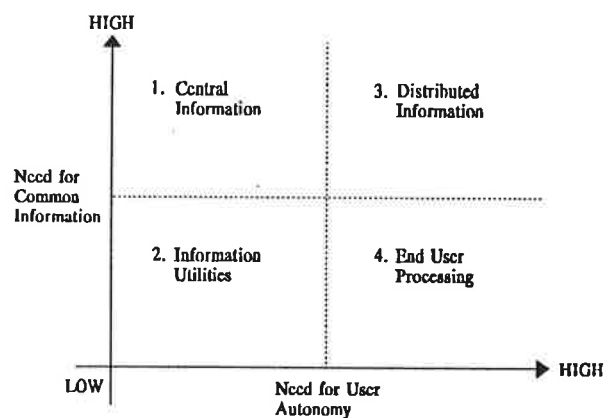 HIGH
1. Central
Information
3. Distributed
Information
Need for
Common
Information
2. Information
Utilities
4. End User
Processing
LOW
Need for User
Autonomy
HIGH